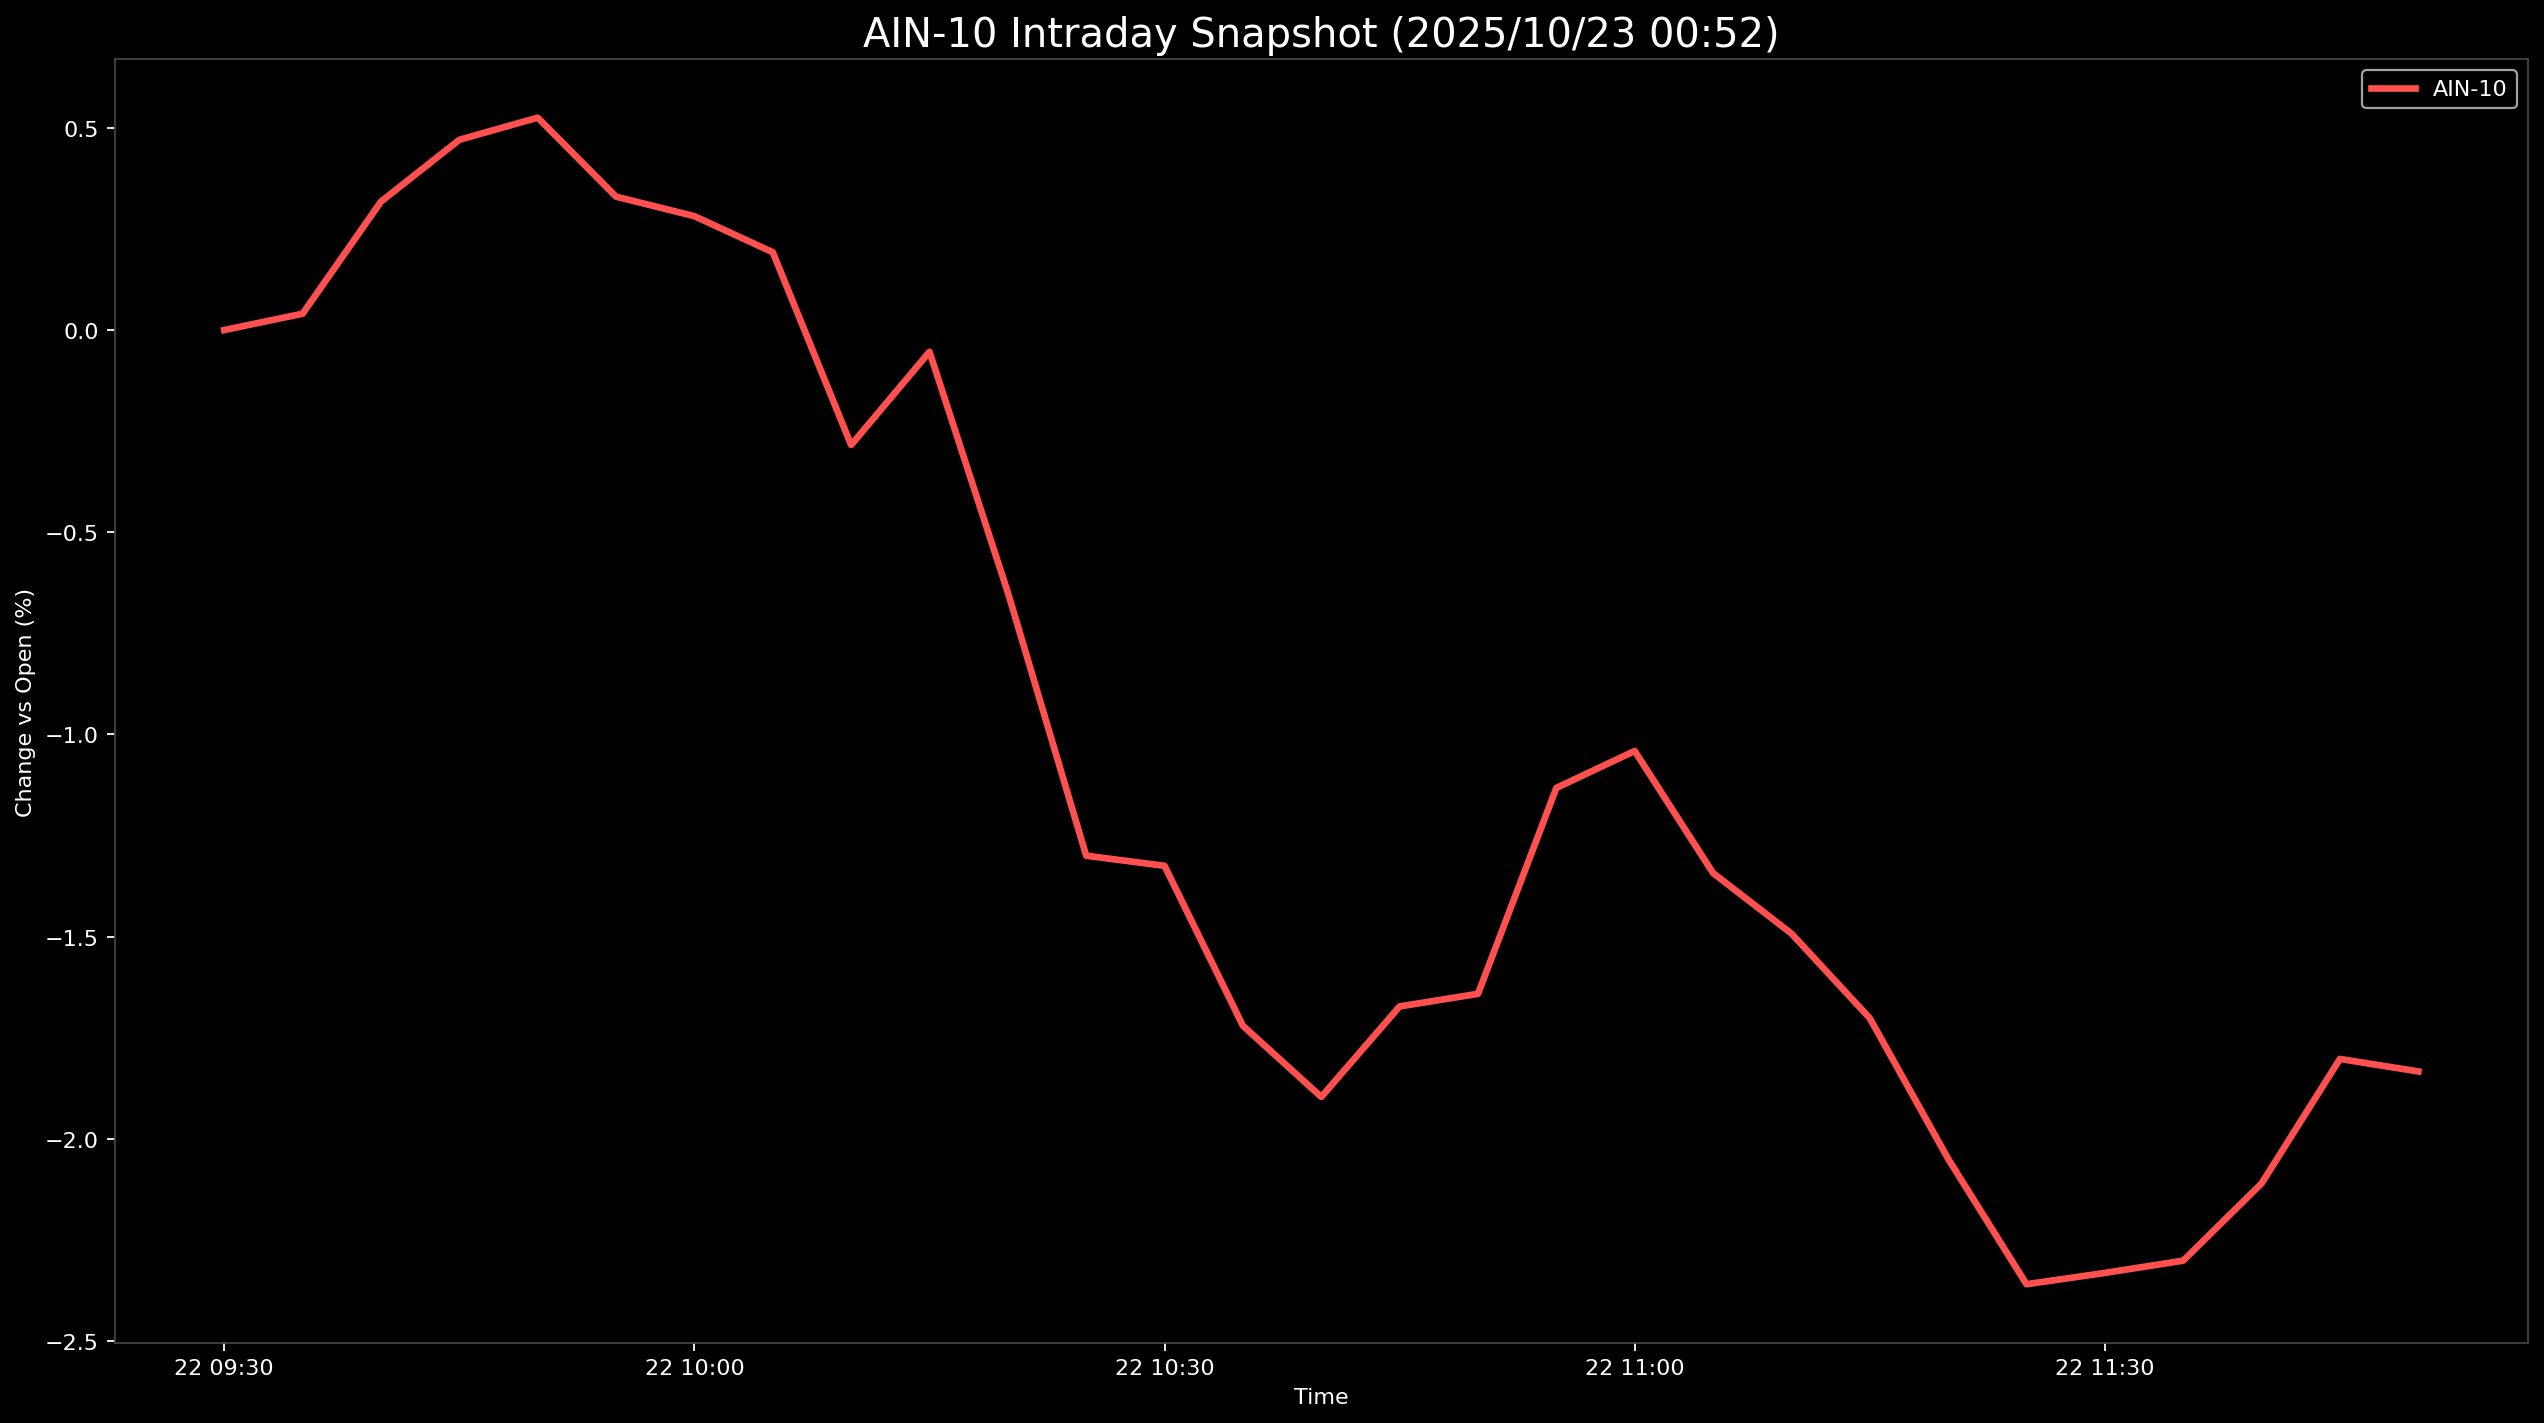 AIN-10 Intraday Snapshot (2025/10/23 00:52)
AIN-10
0.5
0.0
−0.5
−1.0
−1.5
−2.0
−2.5
Change vs Open (%)
22 09:30 22 10:00 22 10:30 22 11:00 22 11:30
Time